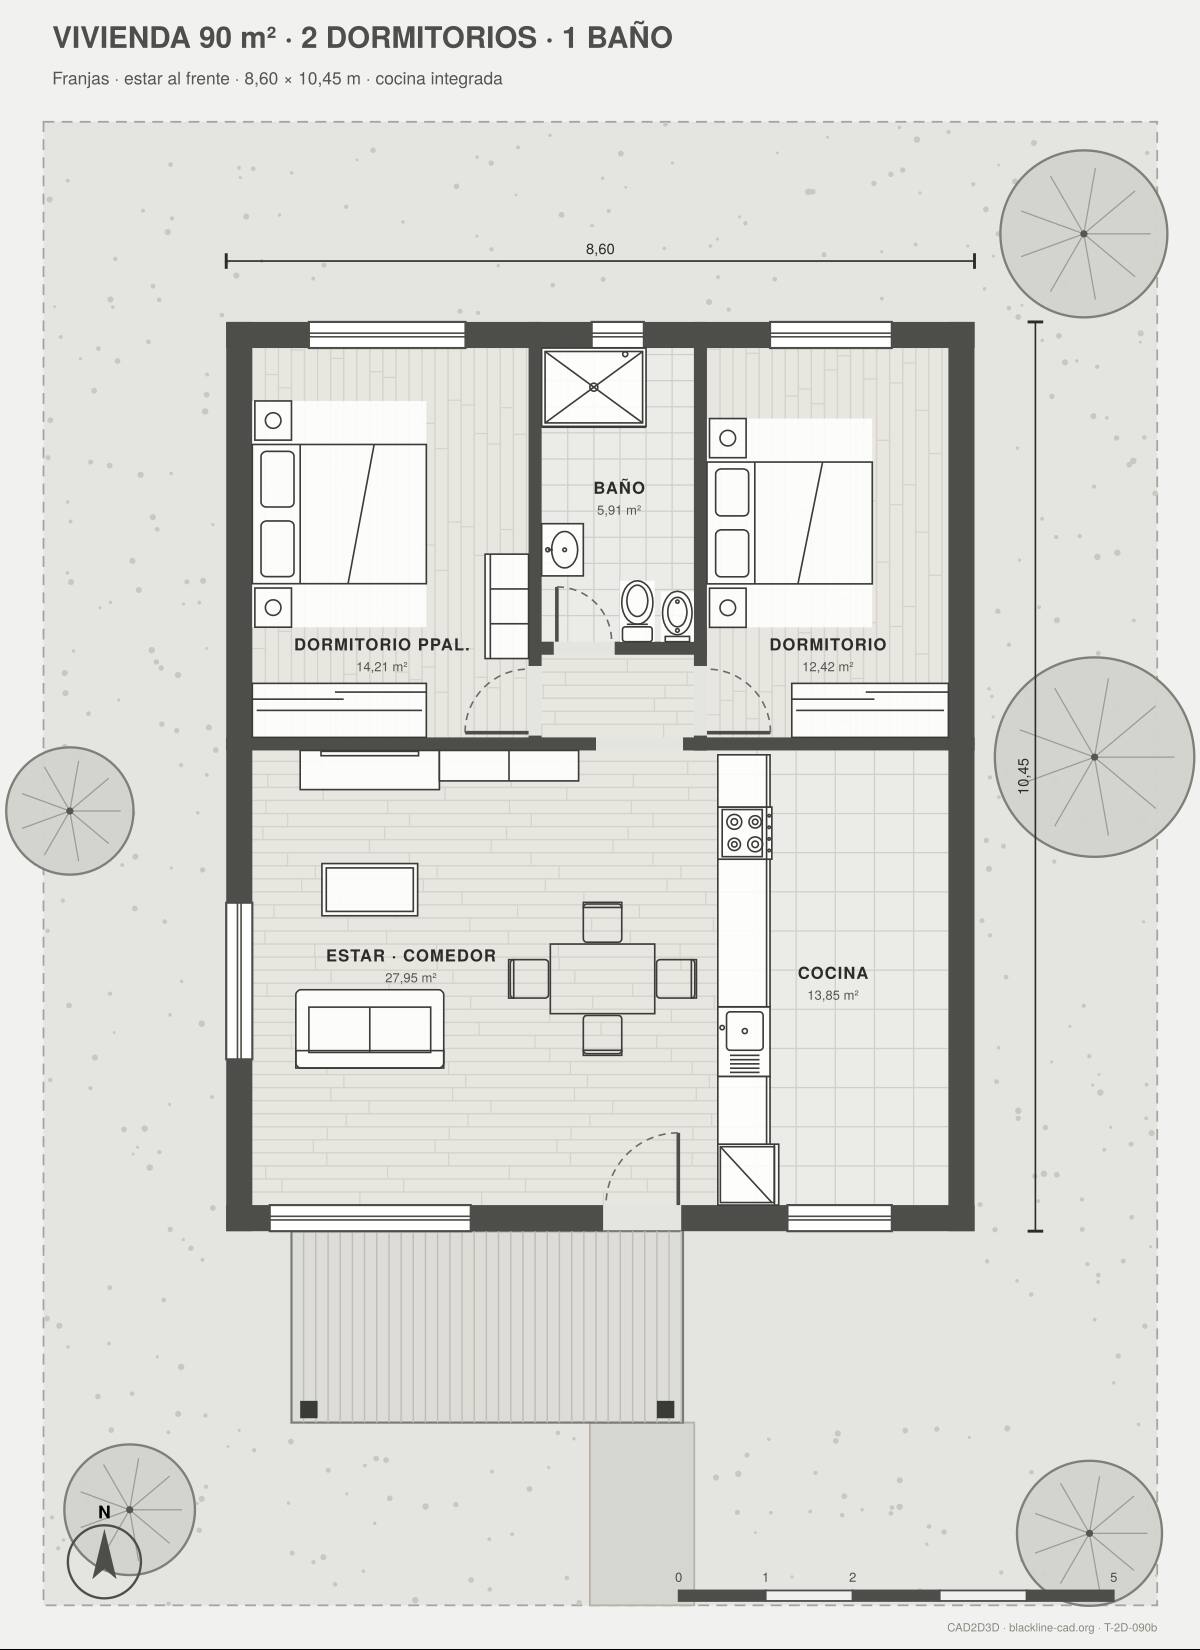 VIVIENDA 90 m² · 2 DORMITORIOS · 1 BAÑO
Franjas · estar al frente · 8,60 × 10,45 m · cocina integrada
8,60
BAÑO
5,91 m²
DORMITORIO PPAL.
14,21 m²
DORMITORIO
12,42 m²
10,45
ESTAR · COMEDOR
27,95 m²
COCINA
13,85 m²
N
0 1 2 5
CAD2D3D · blackline-cad.org · T-2D-090b